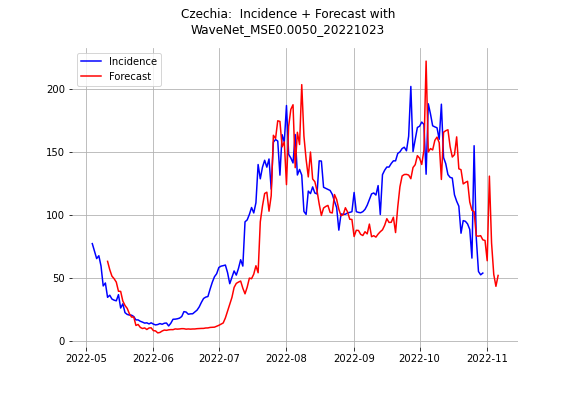 Czechia:  Incidence + Forecast with
WaveNet_MSE0.0050_20221023
Incidence
Forecast
200
150
100
50
0
2022-05 2022-06 2022-07 2022-08 2022-09 2022-10 2022-11